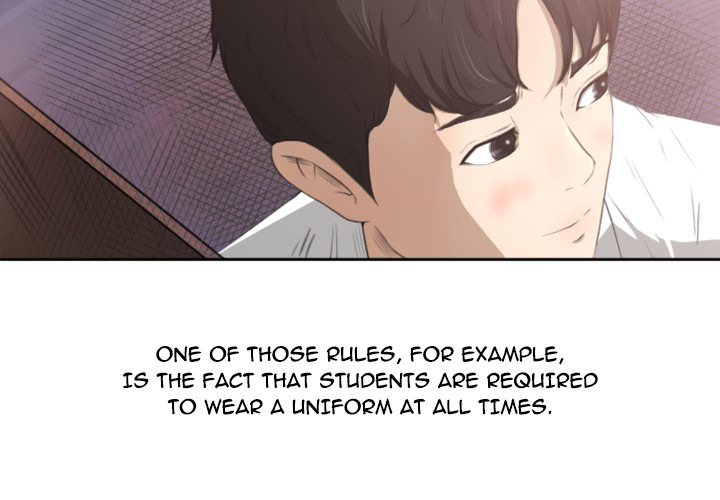 ONE OF THOSE RULES, FOR EXAMPLE,
IS THE FACT THAT STUDENTS ARE REQUIRED
TO WEAR A UNIFORM AT ALL TIMES.